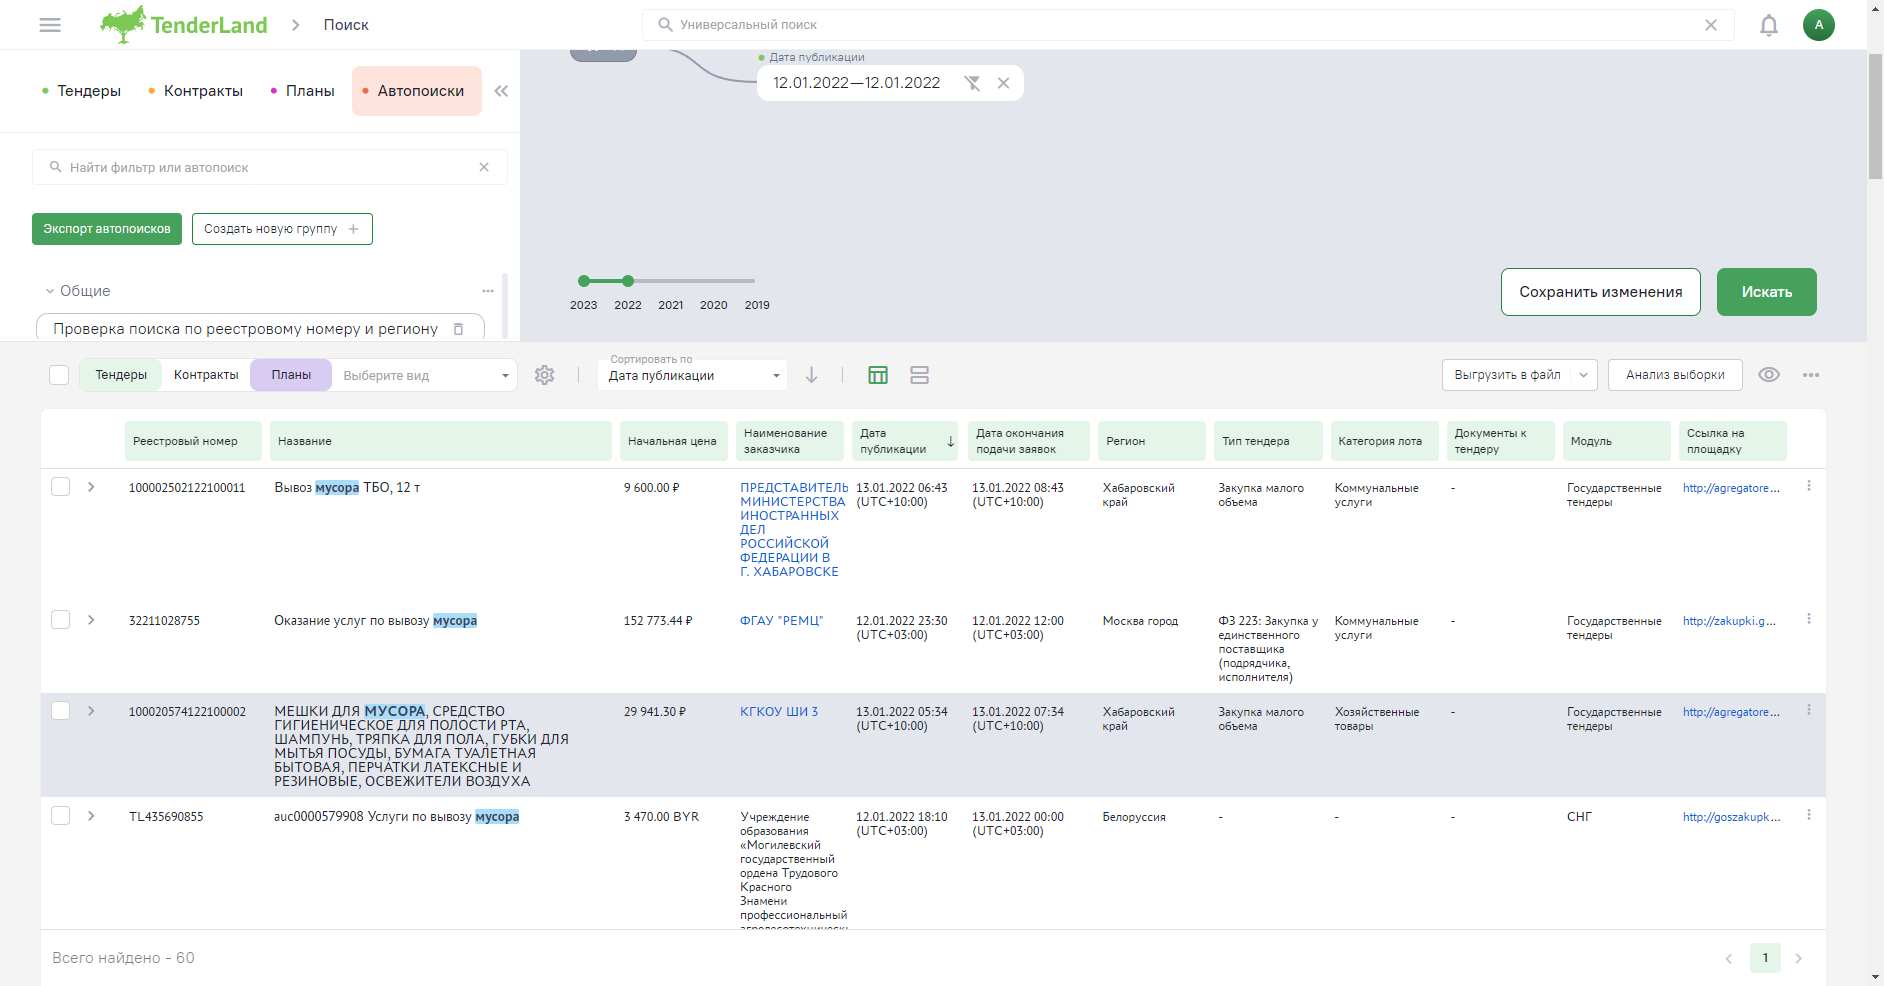 TenderLand
Поиск
Универсальный поиск
А
Тендеры
Контракты
Планы
Автопоиски
Найти фильтр или автопоиск
Экспорт автопоисков
Создать новую группу
Общие
Проверка поиска по реестровому номеру и региону
Дата публикации
12.01.2022—12.01.2022
2023 2022 2021 2020 2019
Сохранить изменения
Искать
Тендеры
Контракты
Планы
Выберите вид
Сортировать по
Дата публикации
Выгрузить в файл
Анализ выборки
Реестровый номер
Название
Начальная цена
Наименование
заказчика
Дата
публикации
Дата окончания
подачи заявок
Регион
Тип тендера
Категория лота
Документы к
тендеру
Модуль
Ссылка на
площадку
100002502122100011
Вывоз мусора ТБО, 12 т
9 600.00 ₽
ПРЕДСТАВИТЕЛЬ
МИНИСТЕРСТВА
ИНОСТРАННЫХ
ДЕЛ
РОССИЙСКОЙ
ФЕДЕРАЦИИ В
Г. ХАБАРОВСКЕ
13.01.2022 06:43
(UTC+10:00)
13.01.2022 08:43
(UTC+10:00)
Хабаровский
край
Закупка малого
объема
Коммунальные
услуги
-
Государственные
тендеры
http://agregatore...
32211028755
Оказание услуг по вывозу мусора
152 773.44 ₽
ФГАУ "РЕМЦ"
12.01.2022 23:30
(UTC+03:00)
12.01.2022 12:00
(UTC+03:00)
Москва город
ФЗ 223: Закупка у
единственного
поставщика
(подрядчика,
исполнителя)
Коммунальные
услуги
-
Государственные
тендеры
http://zakupki.g...
100020574122100002
МЕШКИ ДЛЯ МУСОРА, СРЕДСТВО
ГИГИЕНИЧЕСКОЕ ДЛЯ ПОЛОСТИ РТА,
ШАМПУНЬ, ТРЯПКА ДЛЯ ПОЛА, ГУБКИ ДЛЯ
МЫТЬЯ ПОСУДЫ, БУМАГА ТУАЛЕТНАЯ
БЫТОВАЯ, ПЕРЧАТКИ ЛАТЕКСНЫЕ И
РЕЗИНОВЫЕ, ОСВЕЖИТЕЛИ ВОЗДУХА
29 941.30 ₽
КГКОУ ШИ 3
13.01.2022 05:34
(UTC+10:00)
13.01.2022 07:34
(UTC+10:00)
Хабаровский
край
Закупка малого
объема
Хозяйственные
товары
-
Государственные
тендеры
http://agregatore...
TL435690855
auc0000579908 Услуги по вывозу мусора
3 470.00 BYR
Учреждение
образования
«Могилевский
государственный
ордена Трудового
Красного
Знамени
профессиональный
агролесотехническ
12.01.2022 18:10
(UTC+03:00)
13.01.2022 00:00
(UTC+03:00)
Белоруссия
-
-
-
СНГ
http://goszakupk...
Всего найдено - 60
1